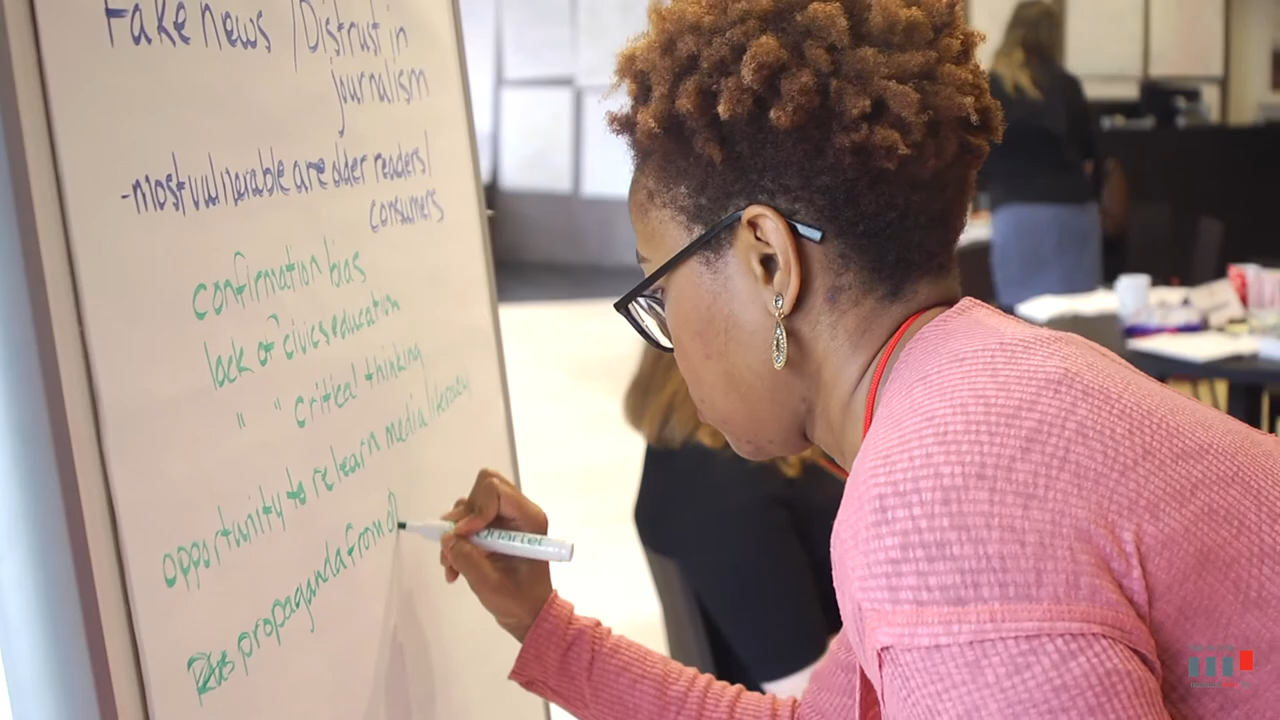 Fake news / Distrust in
journalism
- most vulnerable are older readers/
consumers
confirmation bias
lack of civics education
" " critical thinking
opportunity to relearn media literacy
propaganda from
Quartet